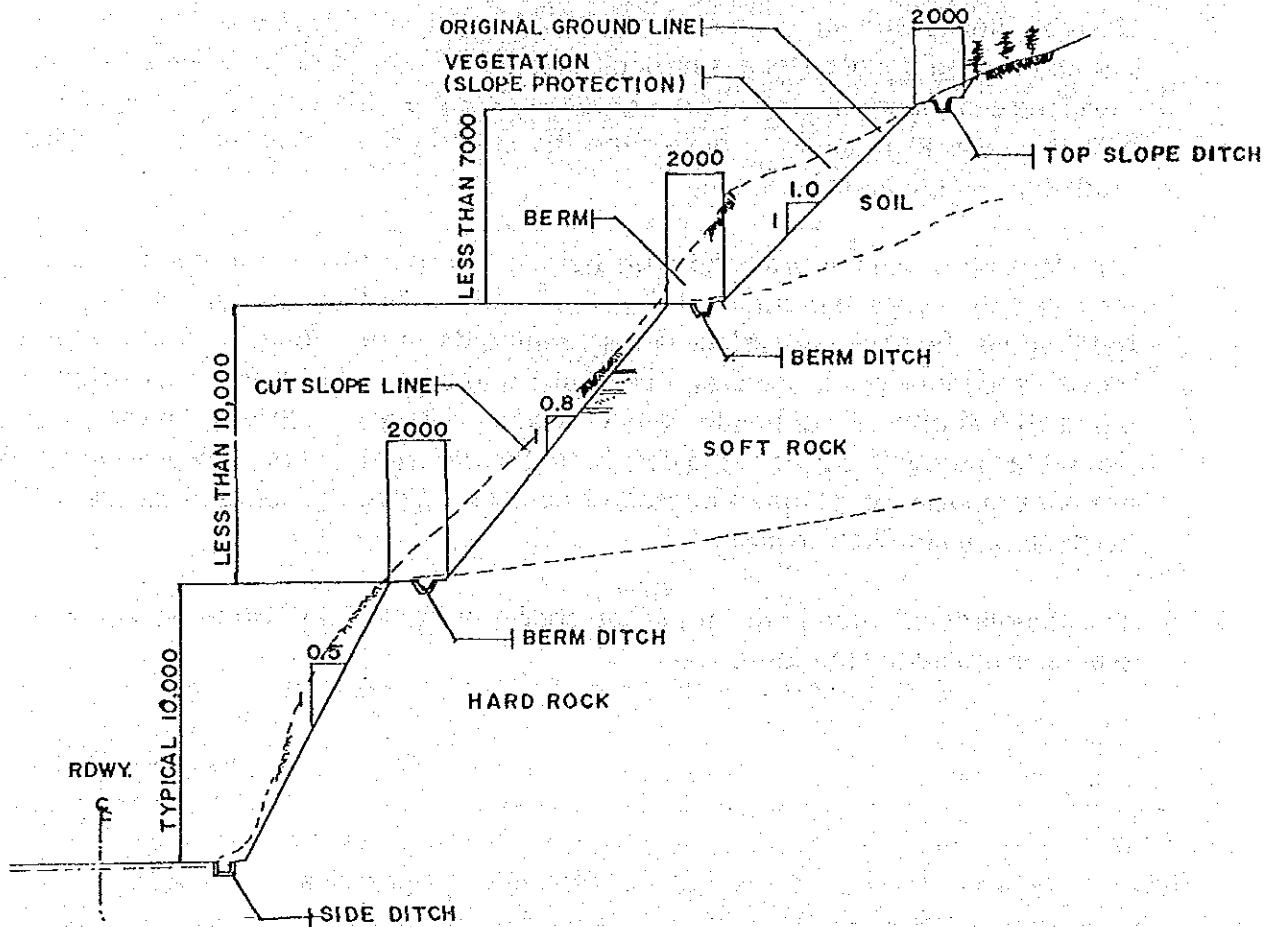 2000
ORIGINAL GROUND LINE
VEGETATION
(SLOPE PROTECTION)
LESS THAN 7000
2000
TOP SLOPE DITCH
1.0
1
SOIL
BERM
LESS THAN 10,000
BERM DITCH
CUT SLOPE LINE
0.8
1
2000
SOFT ROCK
BERM DITCH
TYPICAL 10.000
0.5
1
HARD ROCK
RDWY.
SIDE DITCH